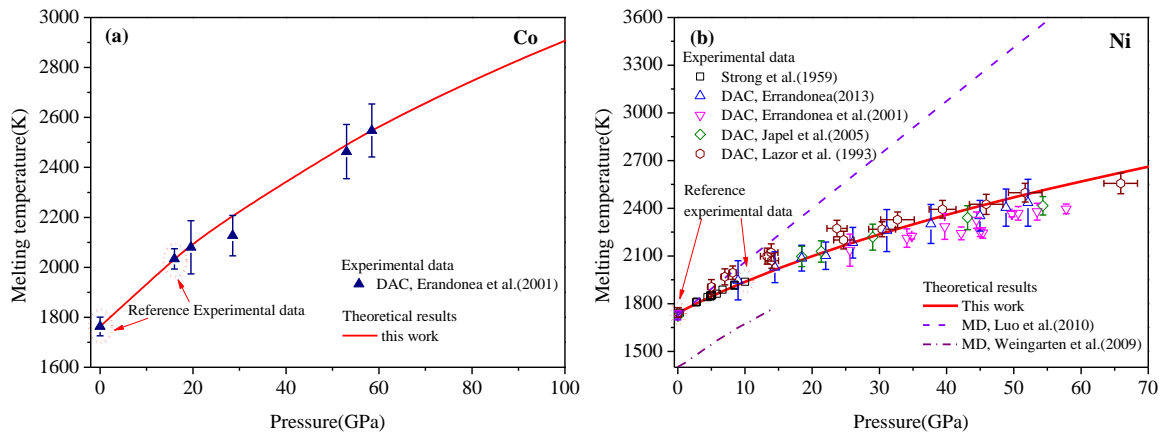 (a)
Co
Melting temperature(K)
3000
2800
2600
2400
2200
2000
1800
1600
Reference Experimental data
Experimental data
DAC, Erandonea et al.(2001)
Theoretical results
this work
0
20
40
60
80
100
Pressure(GPa)
(b)
Ni
Melting temperature(K)
3600
3300
3000
2700
2400
2100
1800
1500
Experimental data
Strong et al.(1959)
DAC, Errandonea(2013)
DAC, Errandonea et al.(2001)
DAC, Japel et al.(2005)
DAC, Lazor et al. (1993)
Reference
experimental data
Theoretical results
This work
MD, Luo et al.(2010)
MD, Weingarten et al.(2009)
0
10
20
30
40
50
60
70
Pressure(GPa)